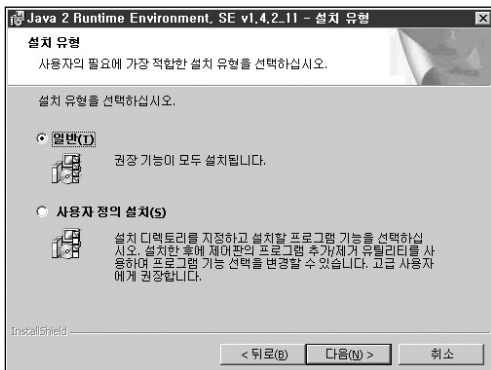 Java 2 Runtime Environment, SE v1.4.2_11 - 설치 유형
설치 유형
사용자의 필요에 가장 적합한 설치 유형을 선택하십시오.
설치 유형을 선택하십시오.
일반(T)
권장 기능이 모두 설치됩니다.
사용자 정의 설치(S)
설치 디렉토리를 지정하고 설치할 프로그램 기능을 선택하십
시오. 설치한 후에 제어판의 프로그램 추가/제거 유틸리티를 사
용하여 프로그램 기능 선택을 변경할 수 있습니다. 고급 사용자
에게 권장합니다.
InstallShield
< 뒤로(B) 다음(N) > 취소